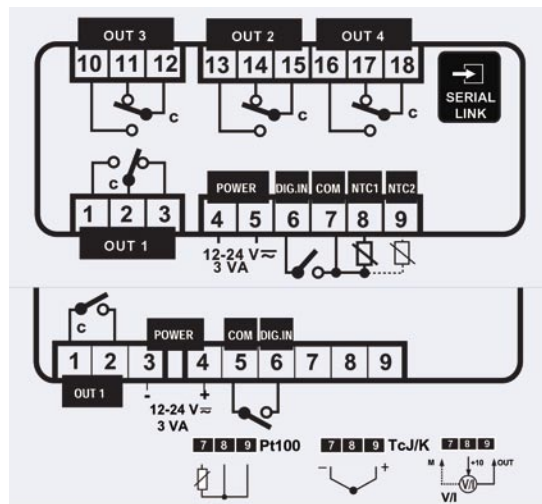 OUT 3 OUT 2 OUT 4
10 11 12 13 14 15 16 17 18
SERIAL
LINK
C C C
C
POWER DIG.IN COM NTC1 NTC2
1 2 3 4 5 6 7 8 9
OUT 1
12-24 V
3 VA
C
POWER COM DIG.IN
1 2 3 4 5 6 7 8 9
OUT 1
- +
12-24 V
3 VA
7 8 9 Pt100 7 8 9 TcJ/K 7 8 9
- + M +10 OUT
V/I
V/I